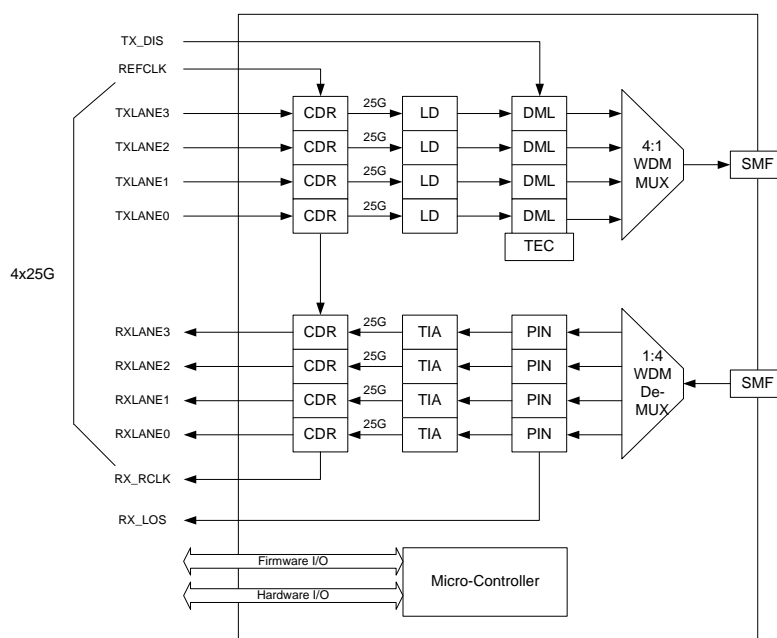 TX_DIS
REFCLK
TXLANE3
CDR
25G
LD
DML
TXLANE2
CDR
25G
LD
DML
TXLANE1
CDR
25G
LD
DML
TXLANE0
CDR
25G
LD
DML
TEC
4:1
WDM
MUX
SMF
4x25G
RXLANE3
CDR
25G
TIA
PIN
RXLANE2
CDR
25G
TIA
PIN
RXLANE1
CDR
25G
TIA
PIN
RXLANE0
CDR
25G
TIA
PIN
1:4
WDM
De-
MUX
SMF
RX_RCLK
RX_LOS
Firmware I/O
Hardware I/O
Micro-Controller